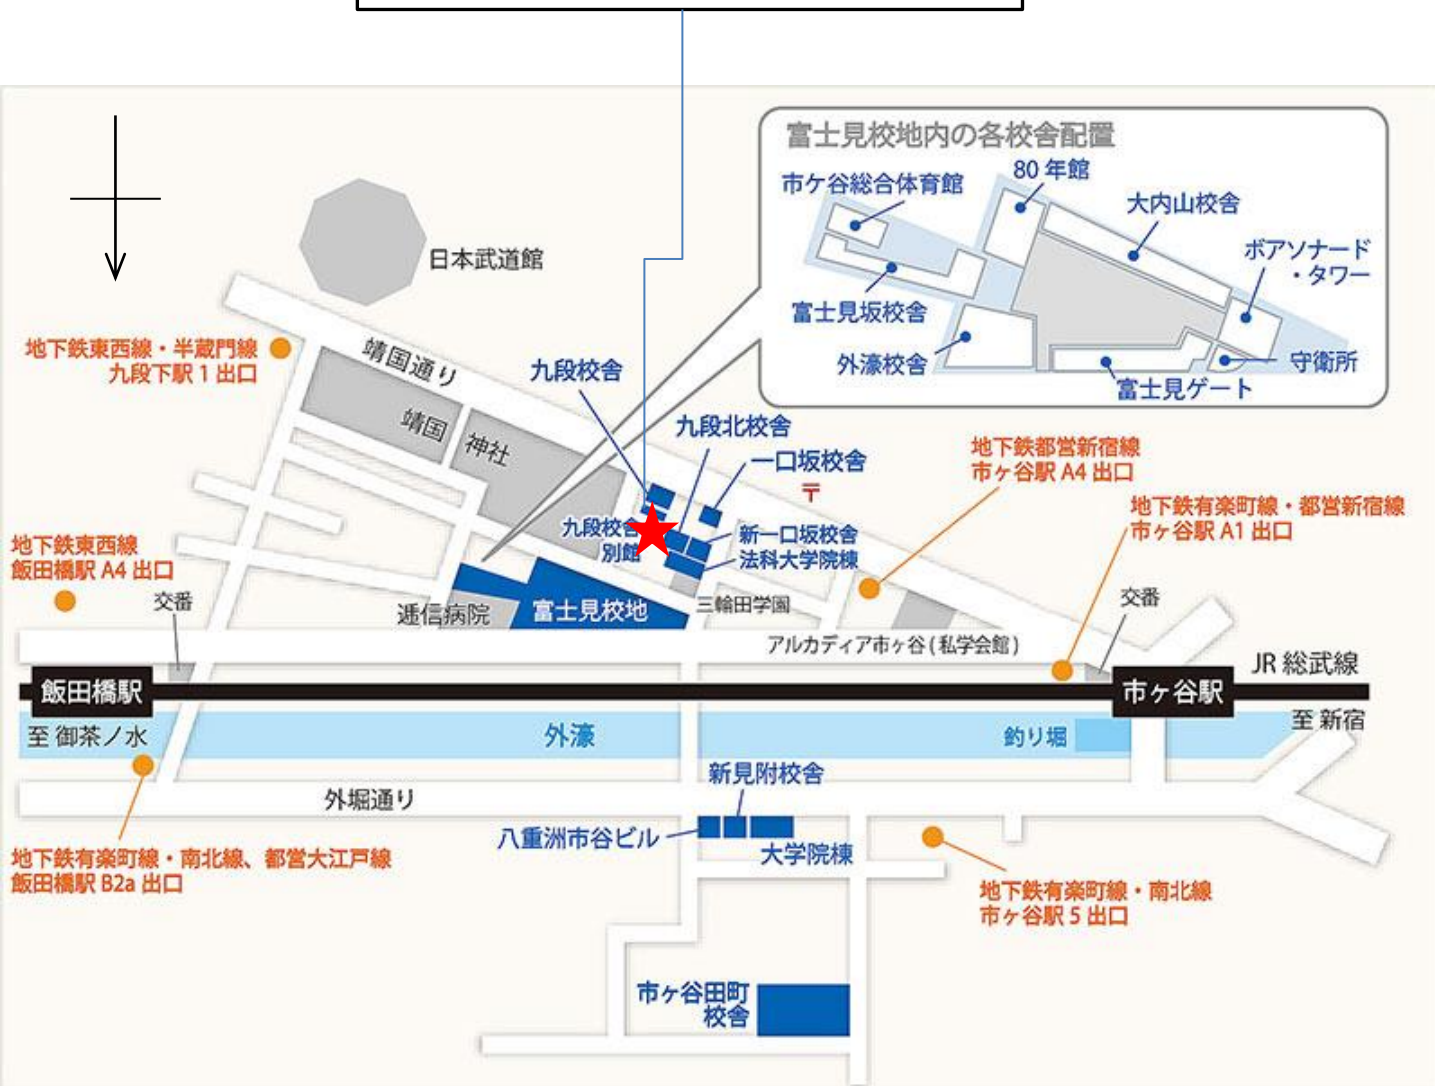 富士見校地内の各校舎配置
80 年館
市ケ谷総合体育館
大内山校舎
ボアソナード
・タワー
富士見坂校舎
外濠校舎
守衛所
富士見ゲート
日本武道館
地下鉄東西線・半蔵門線
九段下駅 1 出口
靖国通り
九段校舎
靖国
神社
九段北校舎
一口坂校舎
〒
地下鉄都営新宿線
市ヶ谷駅 A4 出口
地下鉄有楽町線・都営新宿線
市ヶ谷駅 A1 出口
九段校舎
別館
新一口坂校舎
法科大学院棟
地下鉄東西線
飯田橋駅 A4 出口
交番
逓信病院
富士見校地
三輪田学園
交番
アルカディア市ヶ谷 ( 私学会館 )
JR 総武線
飯田橋駅
市ヶ谷駅
至 御茶ノ水
外濠
釣り堀
至 新宿
新見附校舎
外堀通り
八重洲市谷ビル
大学院棟
地下鉄有楽町線・南北線、都営大江戸線
飯田橋駅 B2a 出口
地下鉄有楽町線・南北線
市ヶ谷駅 5 出口
市ヶ谷田町
校舎